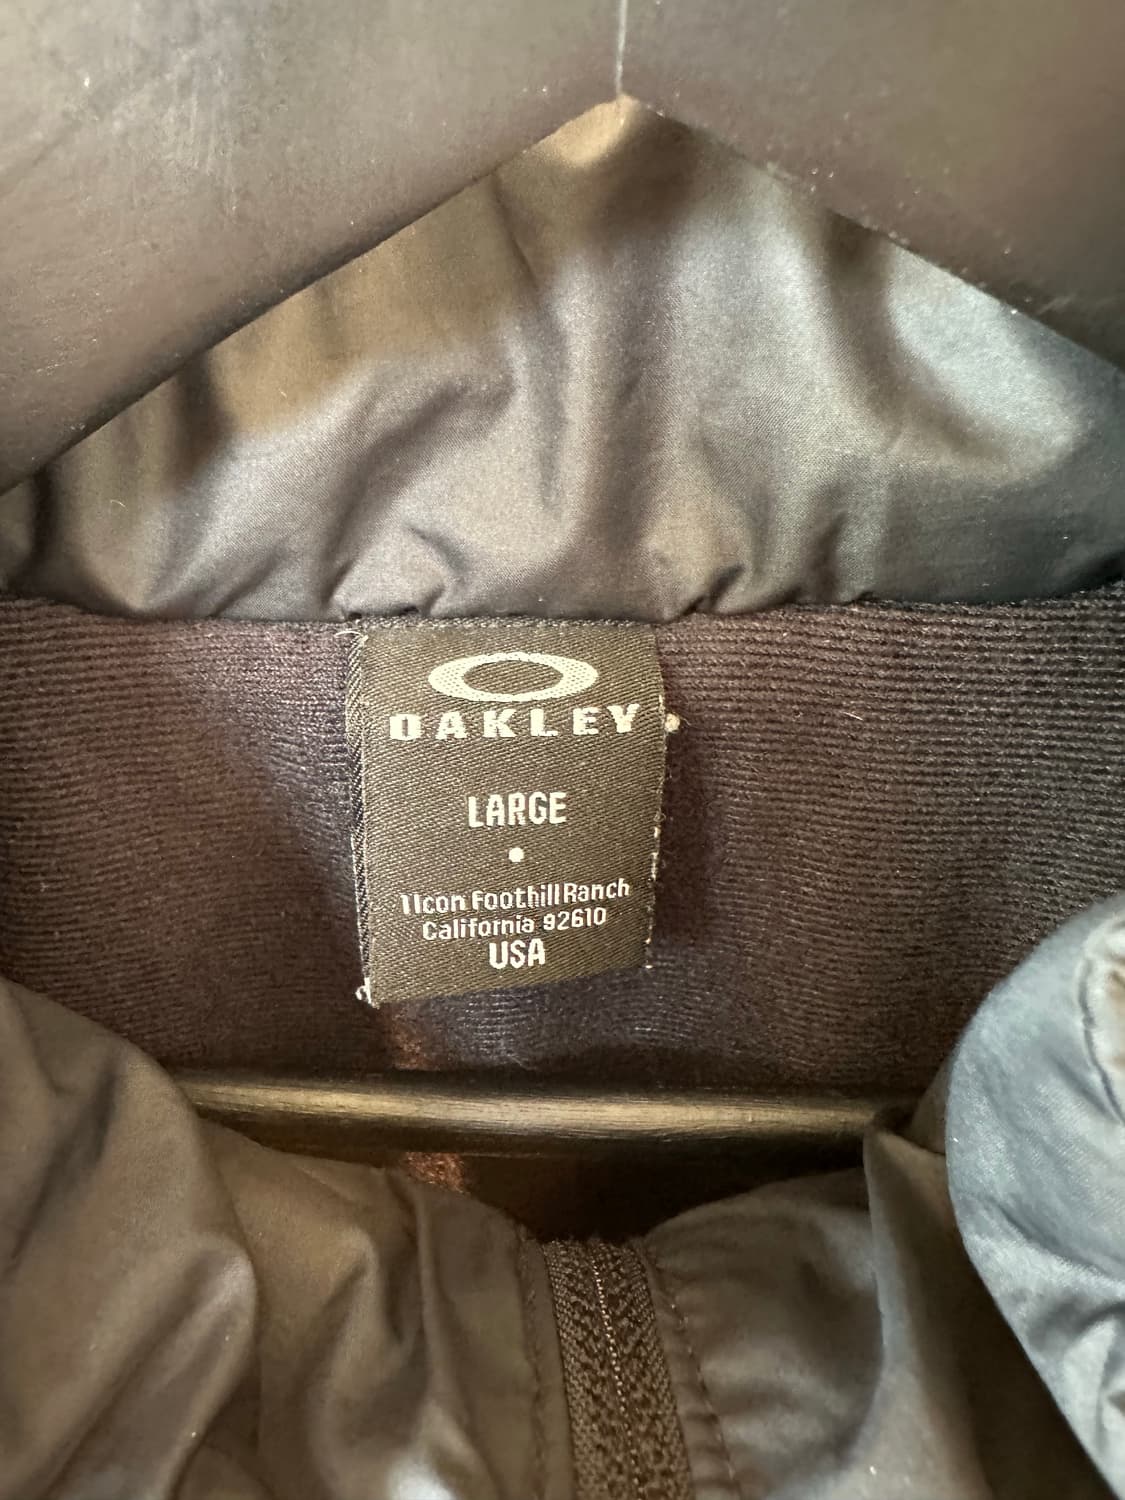 OAKLEY
LARGE
1 Icon Foothill Ranch
California 92610
USA